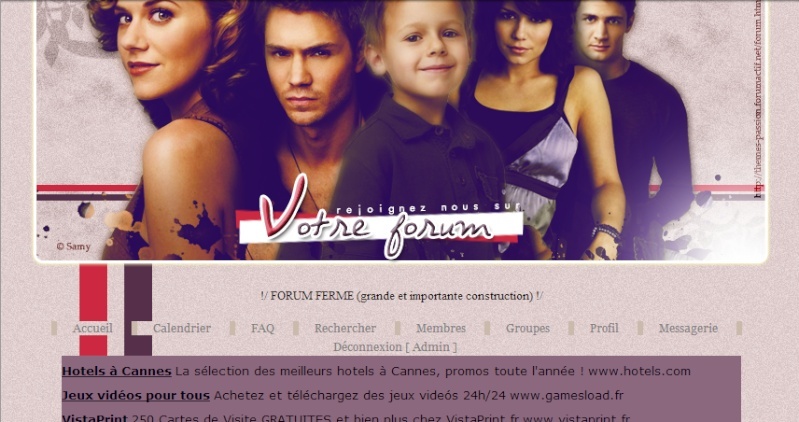 http://themes-passion.forumactif.net/forum.htm
rejoignez nous sur
Votre forum
© Samy
!/ FORUM FERME (grande et importante construction) !/
Accueil Calendrier FAQ Rechercher Membres Groupes Profil Messagerie
Déconnexion [ Admin ]
Hotels à Cannes La sélection des meilleurs hotels à Cannes, promos toute l'année ! www.hotels.com
Jeux vidéos pour tous Achetez et téléchargez des jeux videós 24h/24 www.gamesload.fr
VistaPrint 250 Cartes de Visite GRATUITES et bien plus chez VistaPrint.fr www.vistaprint.fr